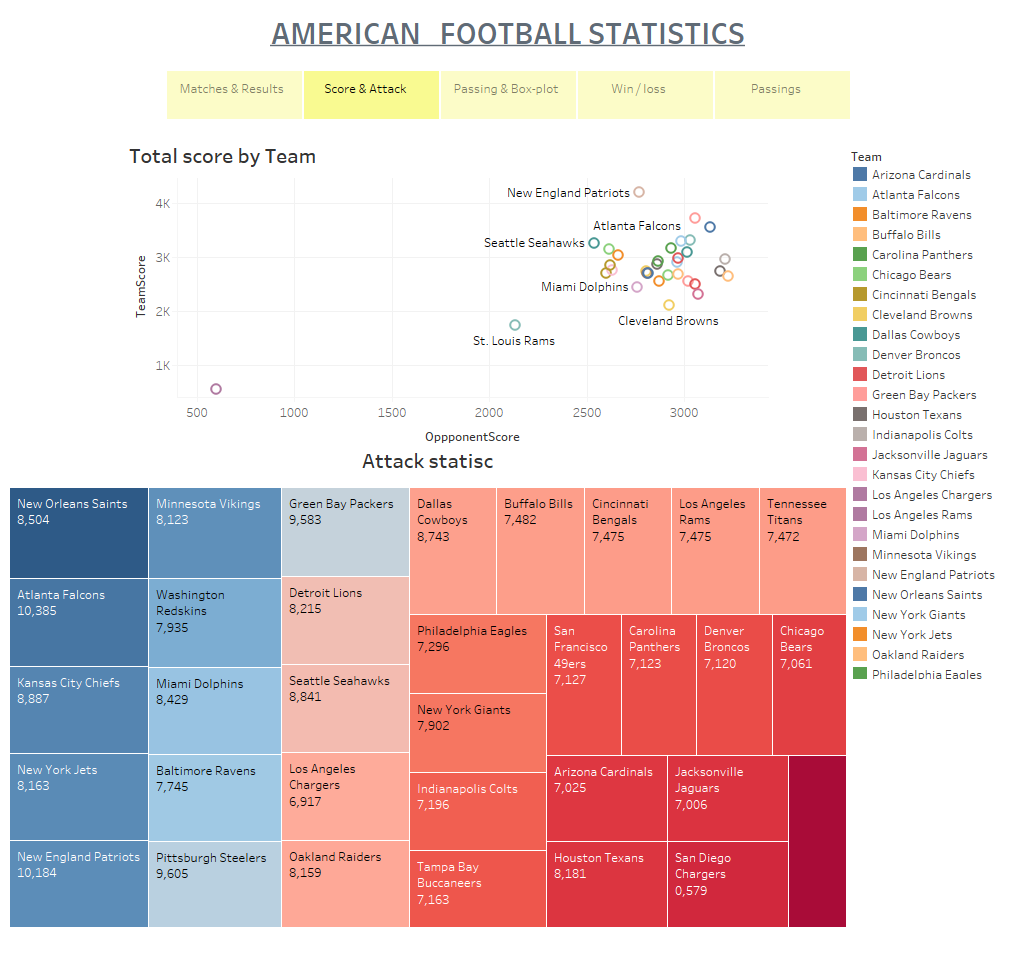 AMERICAN FOOTBALL STATISTICS
Matches & Results
Score & Attack
Passing & Box-plot
Win / loss
Passings
Total score by Team
TeamScore
4K
3K
2K
1K
New England Patriots
Atlanta Falcons
Seattle Seahawks
Miami Dolphins
Cleveland Browns
St. Louis Rams
500
1000
1500
2000
2500
3000
OppponentScore
Team
Arizona Cardinals
Atlanta Falcons
Baltimore Ravens
Buffalo Bills
Carolina Panthers
Chicago Bears
Cincinnati Bengals
Cleveland Browns
Dallas Cowboys
Denver Broncos
Detroit Lions
Green Bay Packers
Houston Texans
Indianapolis Colts
Jacksonville Jaguars
Kansas City Chiefs
Los Angeles Chargers
Los Angeles Rams
Miami Dolphins
Minnesota Vikings
New England Patriots
New Orleans Saints
New York Giants
New York Jets
Oakland Raiders
Philadelphia Eagles
Attack statisc
New Orleans Saints
8,504
Atlanta Falcons
10,385
Kansas City Chiefs
8,887
New York Jets
8,163
New England Patriots
10,184
Minnesota Vikings
8,123
Washington
Redskins
7,935
Miami Dolphins
8,429
Baltimore Ravens
7,745
Pittsburgh Steelers
9,605
Green Bay Packers
9,583
Detroit Lions
8,215
Seattle Seahawks
8,841
Los Angeles
Chargers
6,917
Oakland Raiders
8,159
Dallas
Cowboys
8,743
Buffalo Bills
7,482
Cincinnati
Bengals
7,475
Los Angeles
Rams
7,475
Tennessee
Titans
7,472
Philadelphia Eagles
7,296
New York Giants
7,902
Indianapolis Colts
7,196
Tampa Bay
Buccaneers
7,163
San
Francisco
49ers
7,127
Carolina
Panthers
7,123
Denver
Broncos
7,120
Chicago
Bears
7,061
Arizona Cardinals
7,025
Jacksonville
Jaguars
7,006
Houston Texans
8,181
San Diego
Chargers
0,579